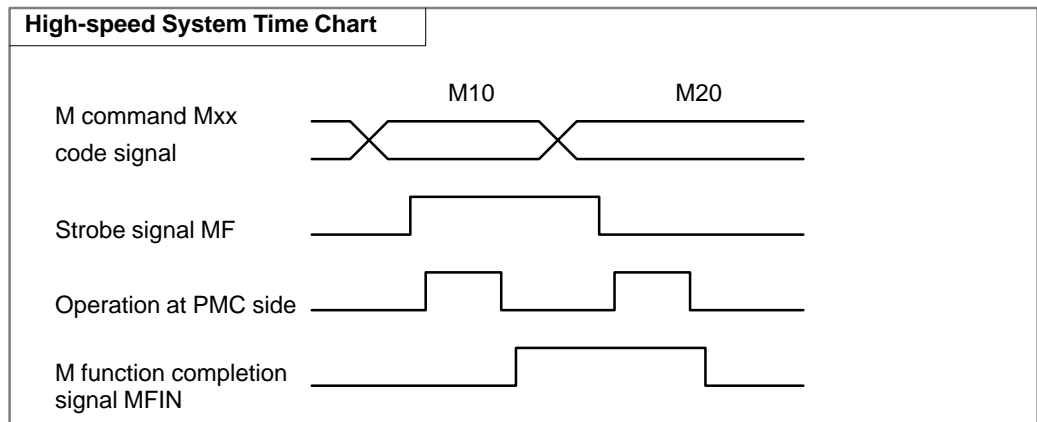 High-speed System Time Chart
M10 M20
M command Mxx
code signal
Strobe signal MF
Operation at PMC side
M function completion
signal MFIN